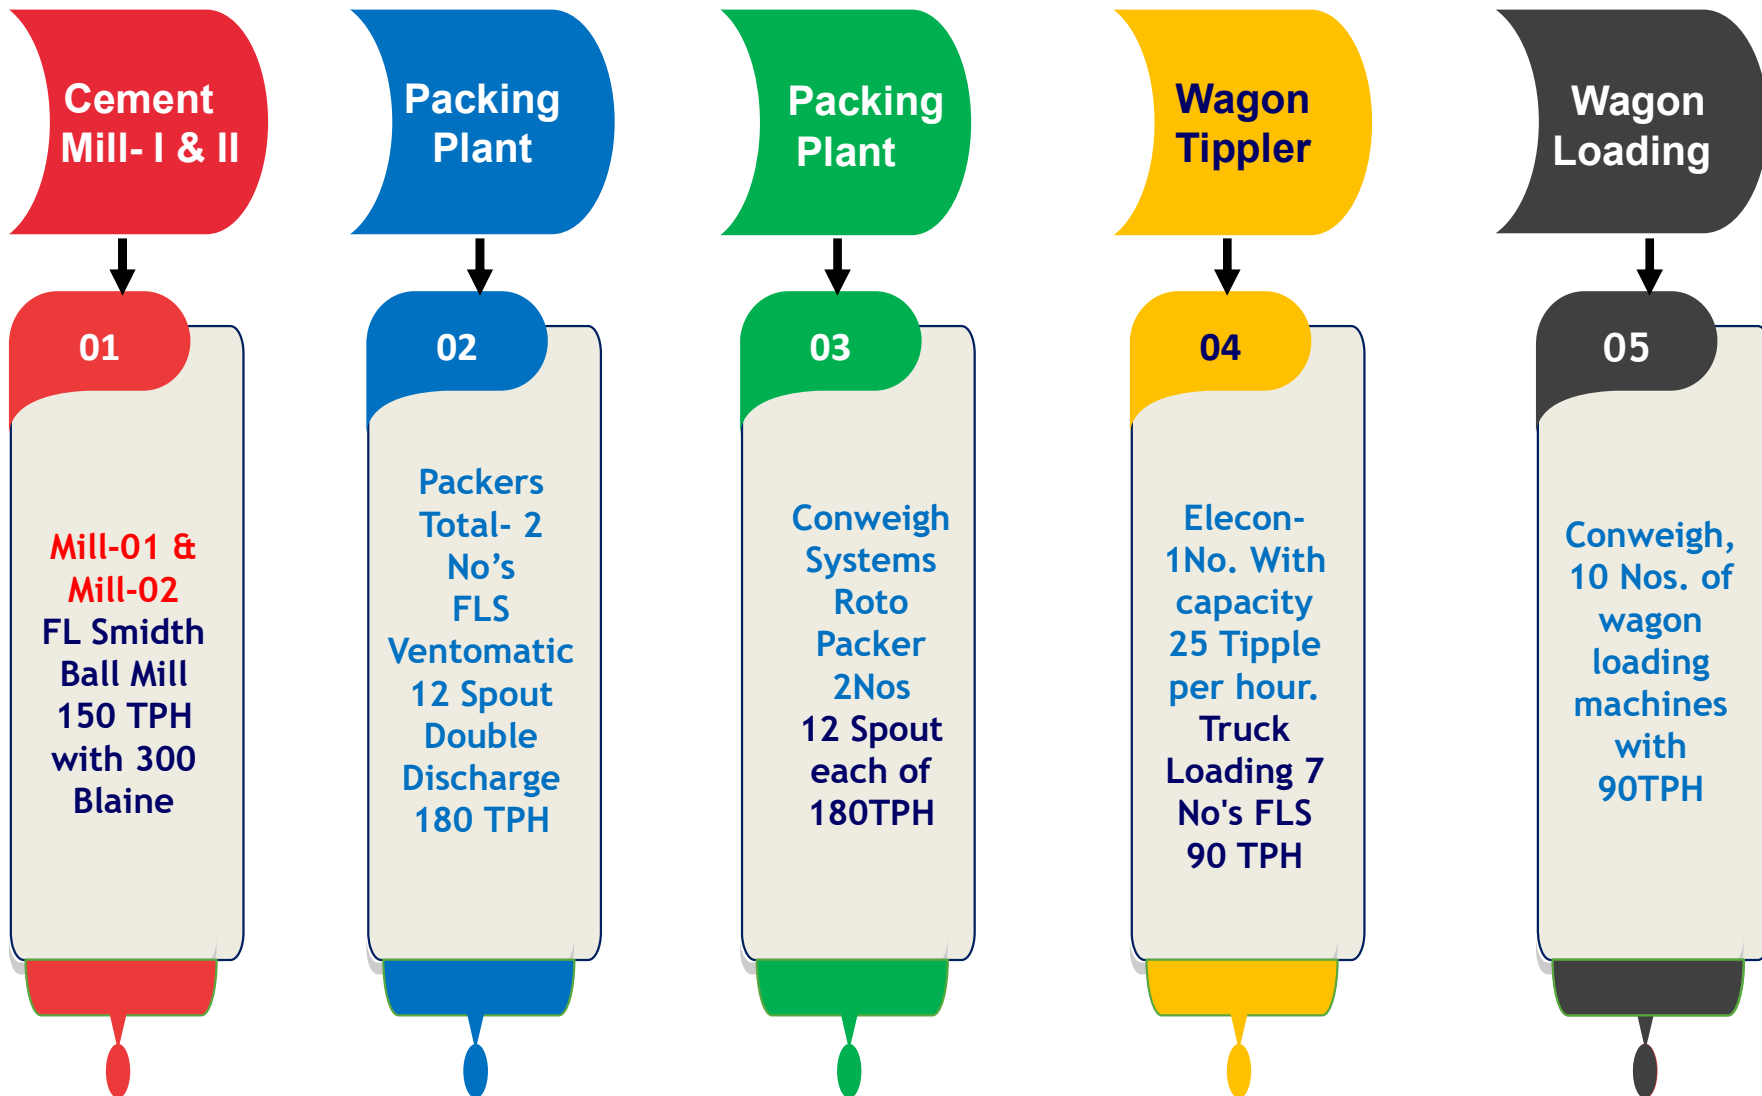 Cement
Mill- I & II
Packing
Plant
Packing
Plant
Wagon
Tippler
Wagon
Loading
01
Mill-01 &
Mill-02
FL Smidth
Ball Mill
150 TPH
with 300
Blaine
02
Packers
Total- 2
No’s
FLS
Ventomatic
12 Spout
Double
Discharge
180 TPH
03
Conweigh
Systems
Roto
Packer
2Nos
12 Spout
each of
180TPH
04
Elecon-
1No. With
capacity
25 Tipple
per hour.
Truck
Loading 7
No's FLS
90 TPH
05
Conweigh,
10 Nos. of
wagon
loading
machines
with
90TPH